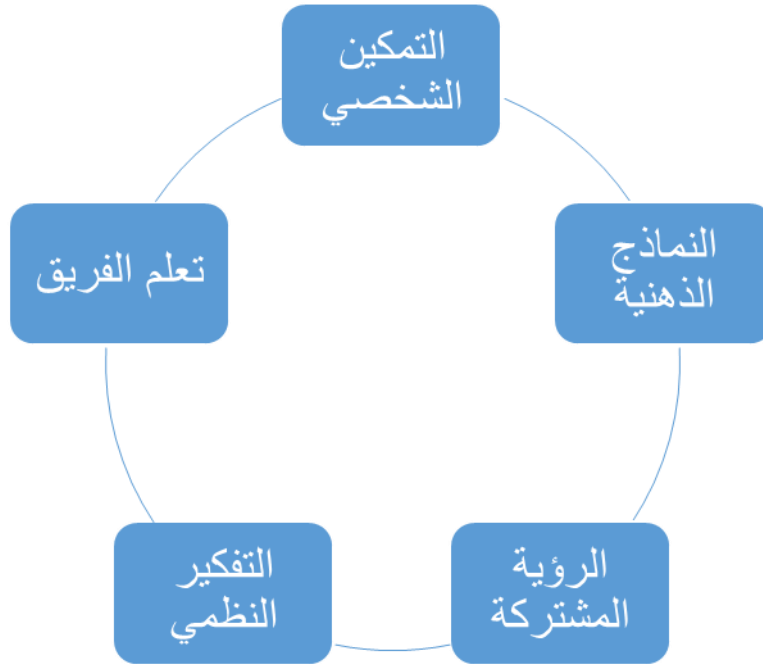 التمكين
الشخصي
النماذج
الذهنية
الرؤية
المشتركة
التفكير
النظمي
تعلم الفريق